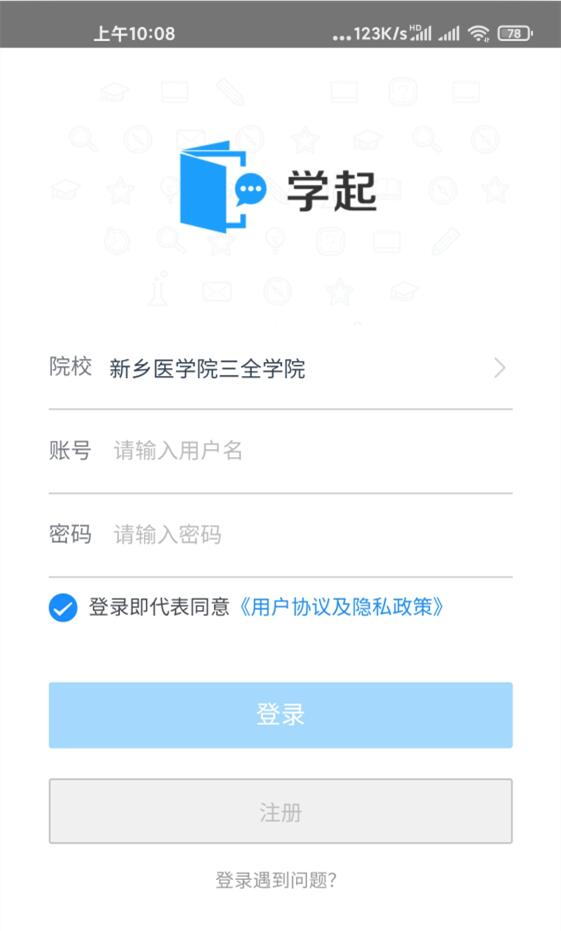 上午10:08 ...123K/s HD 78
学起
院校 新乡医学院三全学院
账号 请输入用户名
密码 请输入密码
登录即代表同意《用户协议及隐私政策》
登录
注册
登录遇到问题?